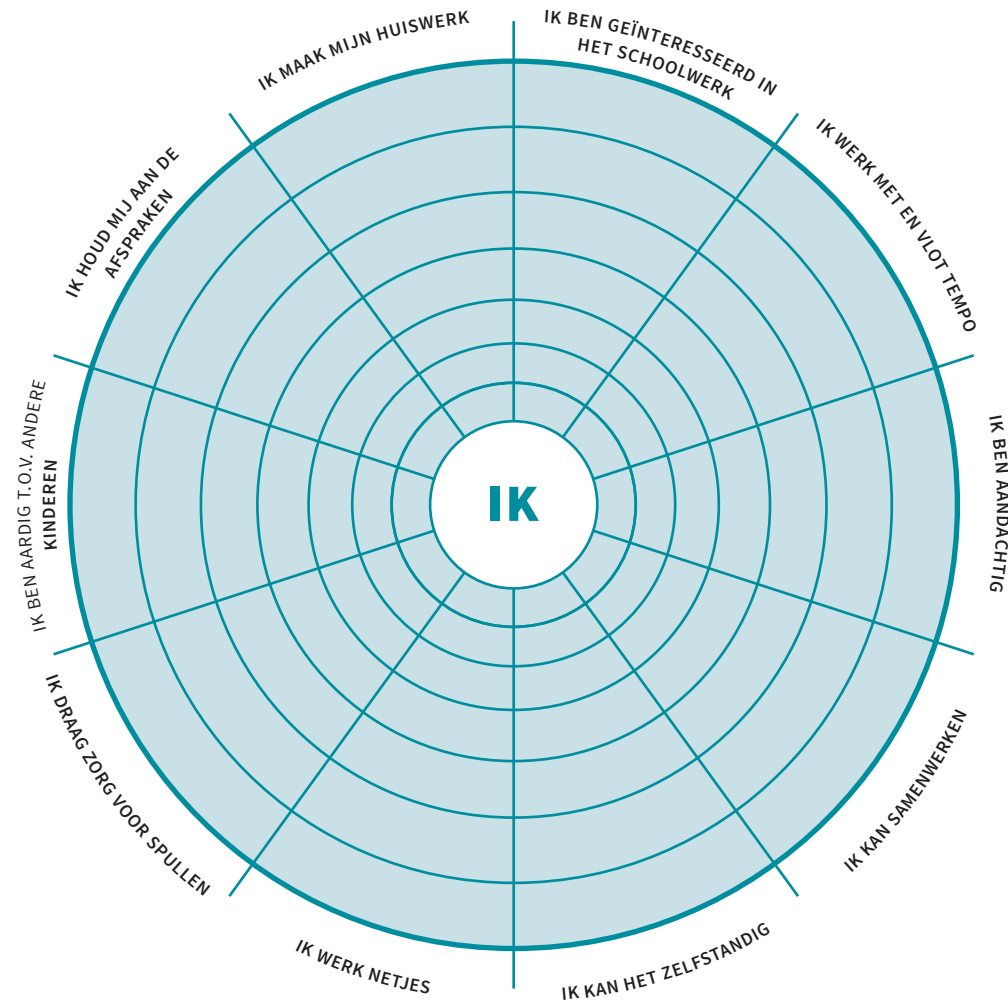 IK MAAK MIJN HUISWERK
IK BEN GEÏNTERESSEERD IN
HET SCHOOLWERK
IK WERK MET EN VLOT TEMPO
IK BEN AANDACHTIG
IK KAN SAMENWERKEN
IK KAN HET ZELFSTANDIG
IK WERK NETJES
IK DRAAG ZORG VOOR SPULLEN
IK BEN AARDIG T.O.V. ANDERE
KINDEREN
IK HOUD MIJ AAN DE
AFSPRAKEN
IK